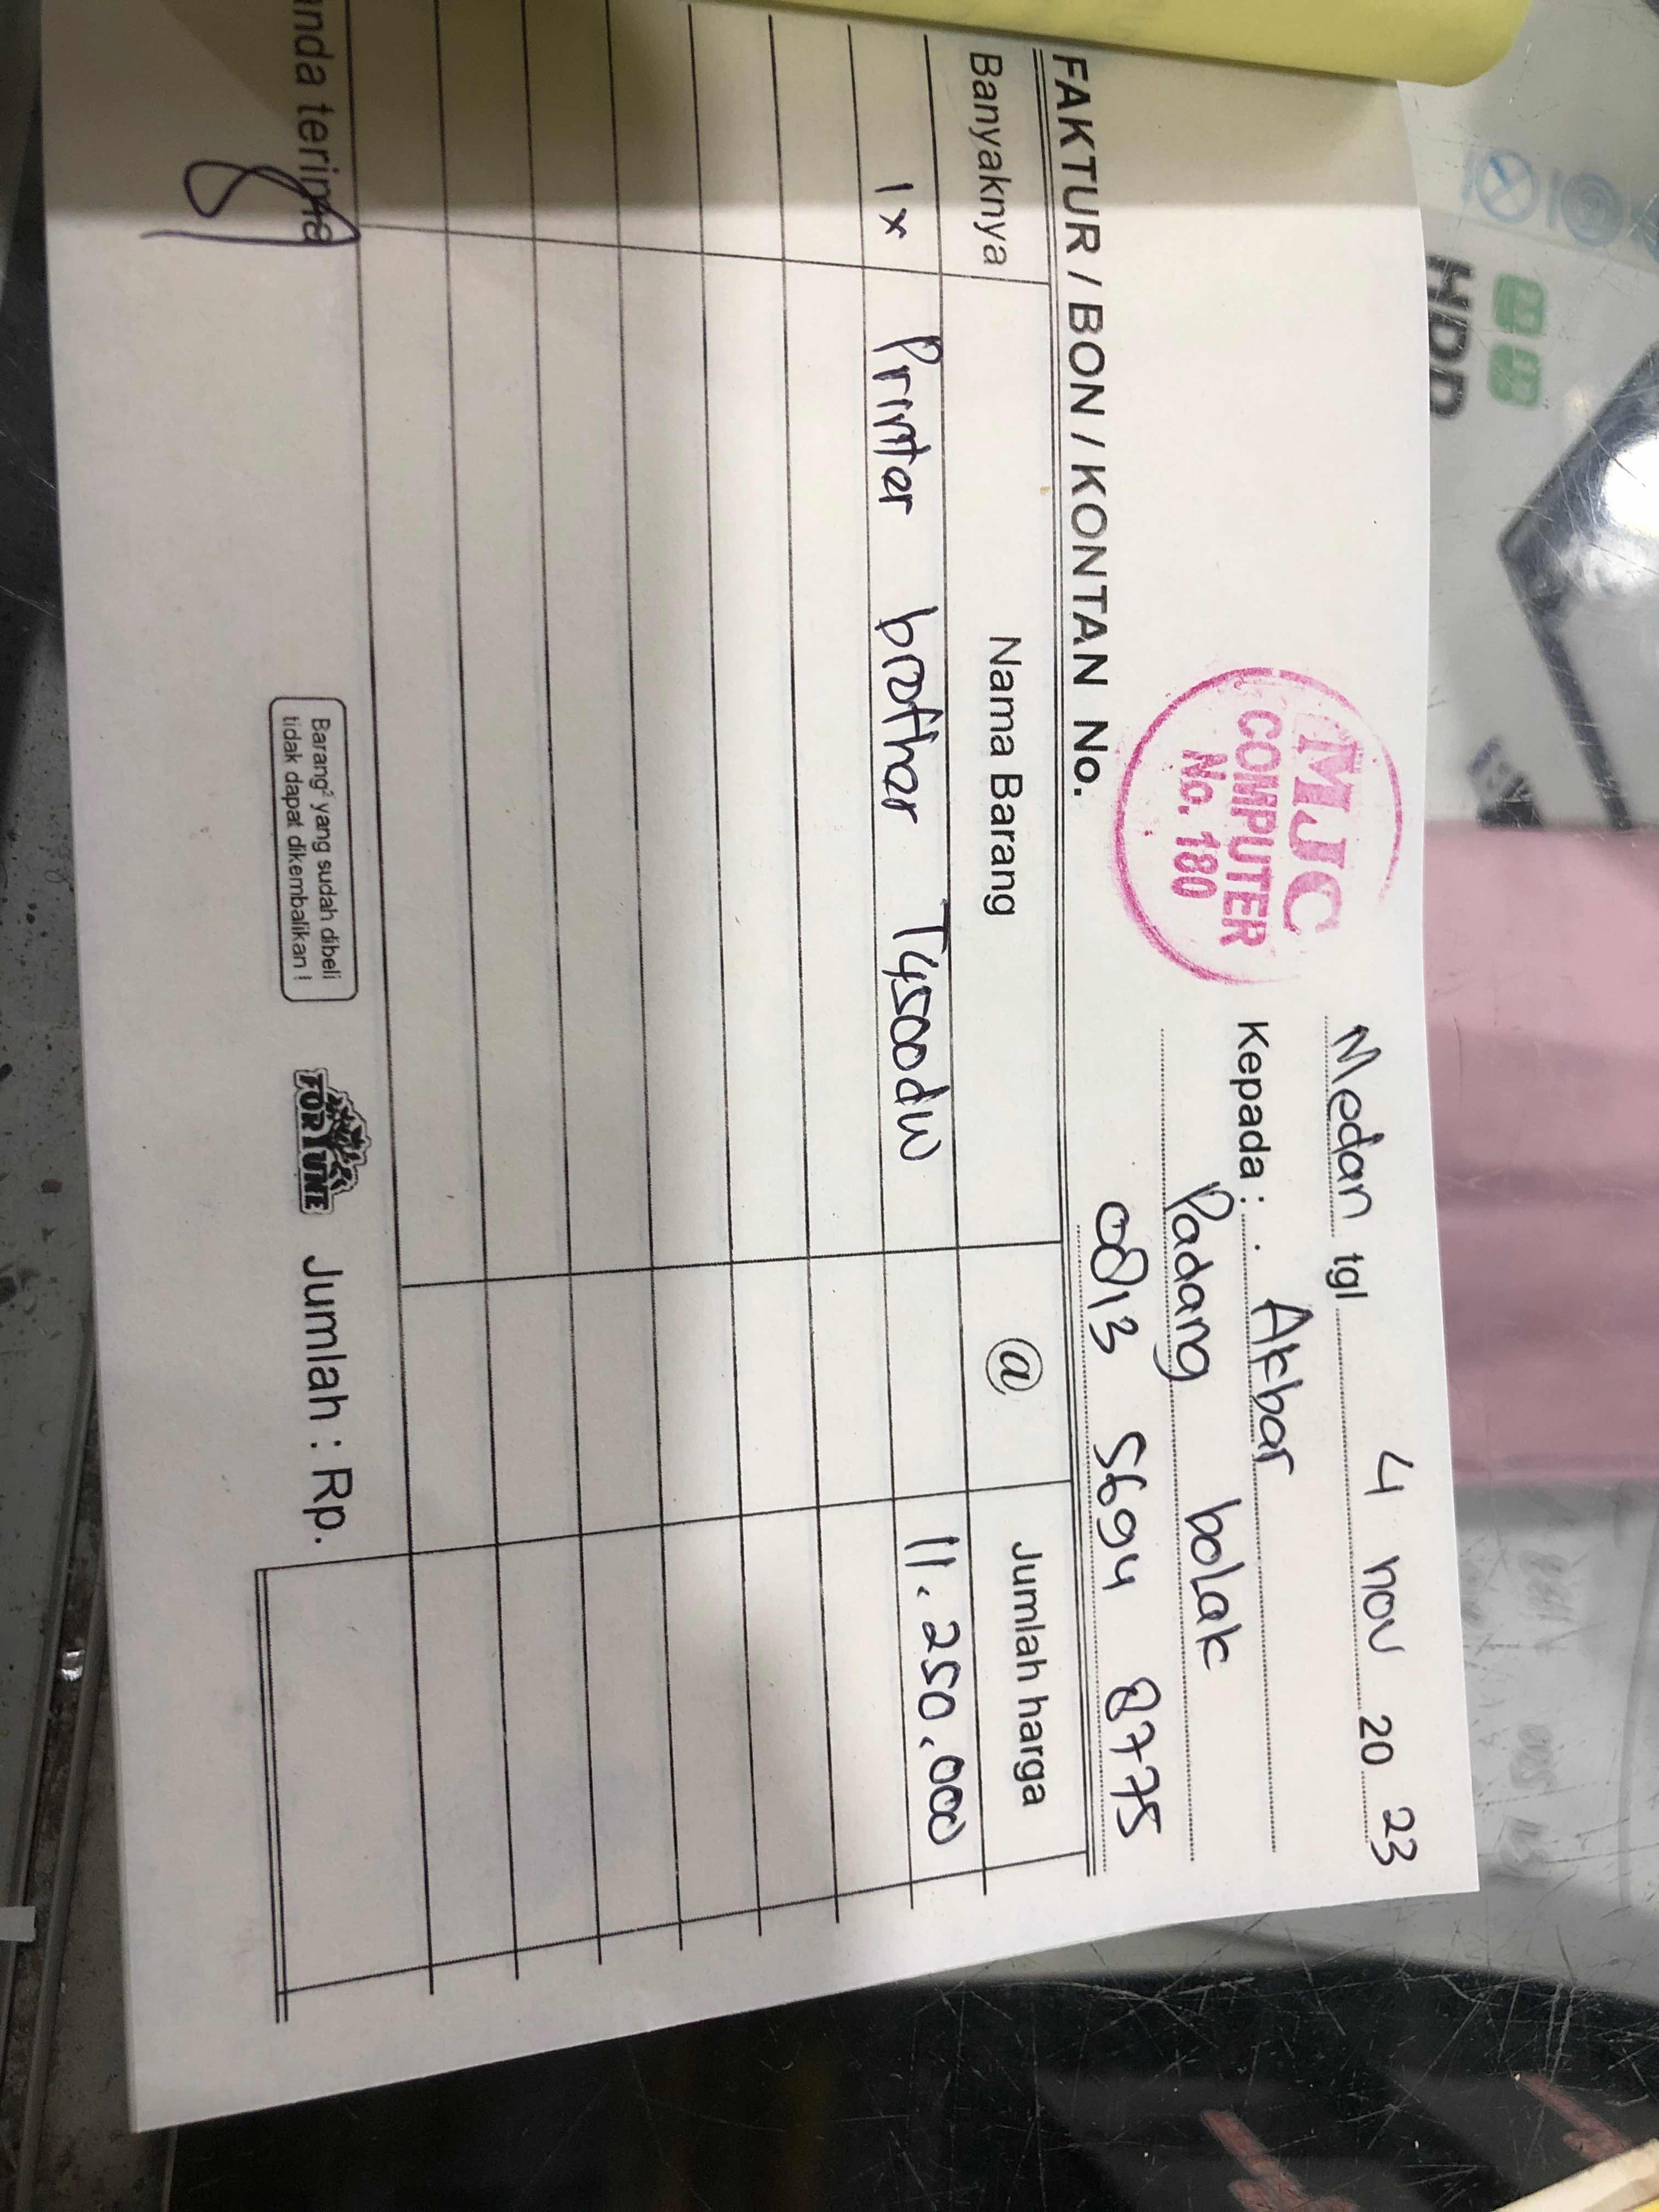 HDD
MJC
COMPUTER
No. 180
Medan tgl 4 nov 20 23
Kepada : Akbar
Padang bolak
0813 5694 8775
FAKTUR / BON / KONTAN No.
Banyaknya Nama Barang @ Jumlah harga
1x Printer brother T4500dw 11.250.000
nda terima
Barang² yang sudah dibeli
tidak dapat dikembalikan !
FORTUNE
Jumlah : Rp.